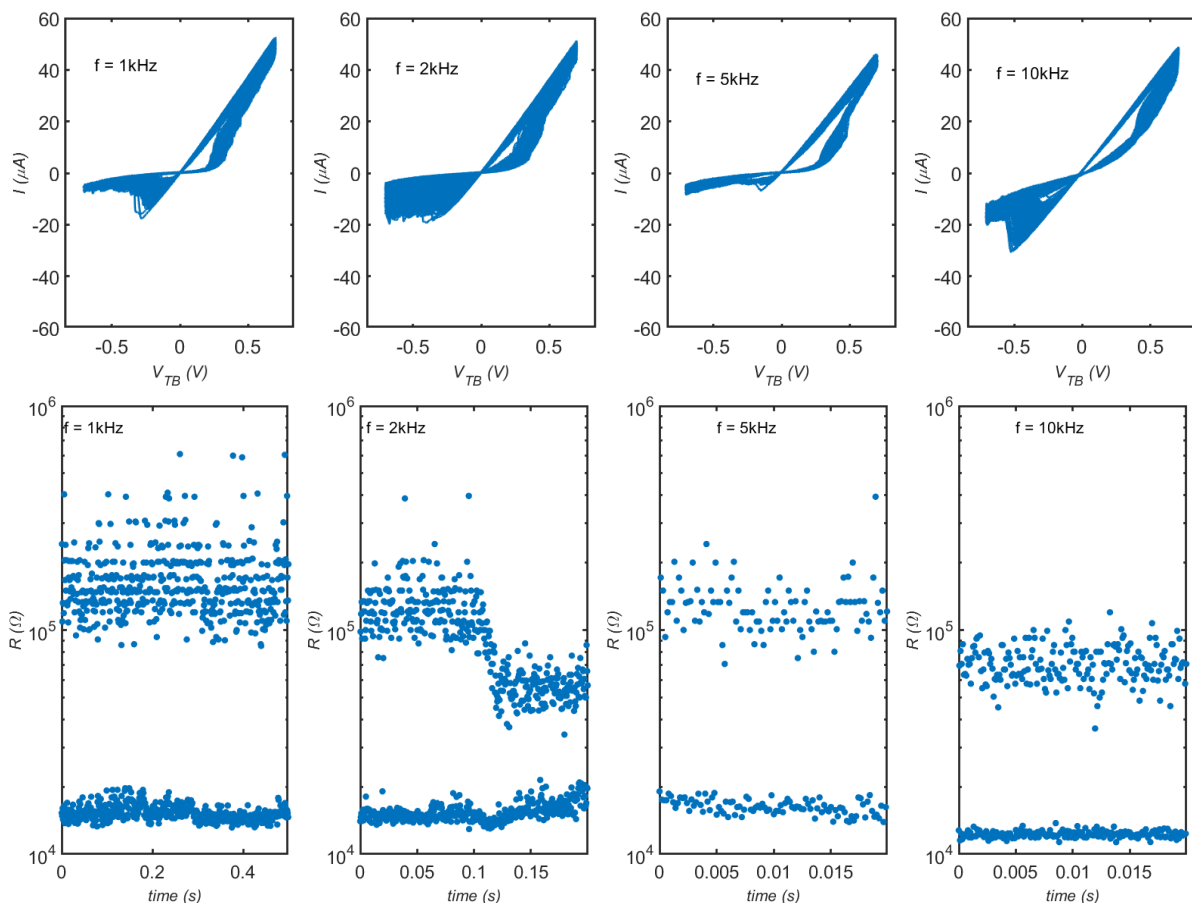 60
40
20
0
-20
-40
-60
I (μA)
f = 1kHz
-0.5 0 0.5
V_TB (V)
60
40
20
0
-20
-40
-60
I (μA)
f = 2kHz
-0.5 0 0.5
V_TB (V)
60
40
20
0
-20
-40
-60
I (μA)
f = 5kHz
-0.5 0 0.5
V_TB (V)
60
40
20
0
-20
-40
-60
I (μA)
f = 10kHz
-0.5 0 0.5
V_TB (V)
10^6
10^5
10^4
R (Ω)
f = 1kHz
0 0.2 0.4
time (s)
10^6
10^5
10^4
R (Ω)
f = 2kHz
0 0.05 0.1 0.15
time (s)
10^6
10^5
10^4
R (Ω)
f = 5kHz
0 0.005 0.01 0.015
time (s)
10^6
10^5
10^4
R (Ω)
f = 10kHz
0 0.005 0.01 0.015
time (s)